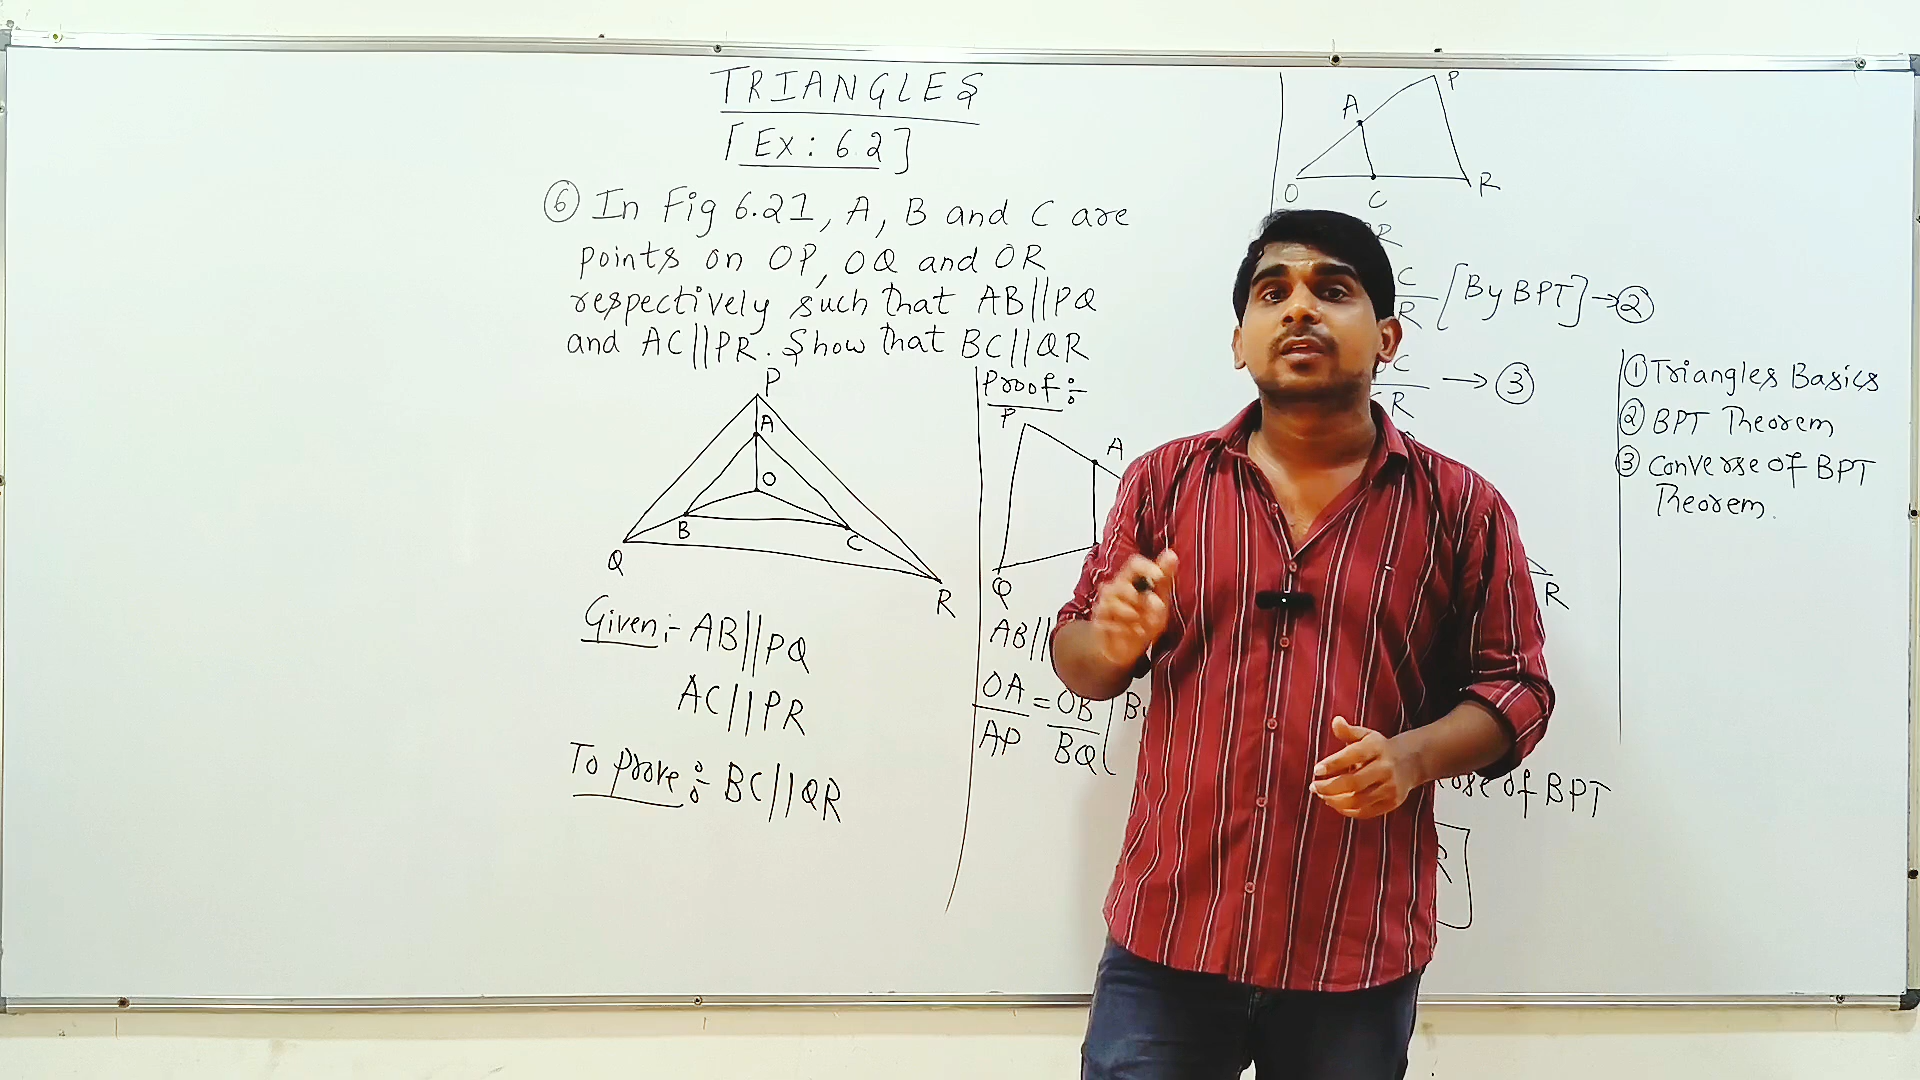 TRIANGLES
[Ex: 6.2]
⑥ In Fig 6.21, A, B and C are
points on OP, OQ and OR
respectively such that AB||PQ
and AC||PR. Show that BC||QR
P
A
O
B
C
Q
R
Given:- AB||PQ
AC||PR
To prove :- BC||QR
Proof :-
P
A
Q
AB||
OA/AP = OB/BQ [
P
A
O
C
R
R
C/R [By BPT] → ②
C/R → ③
R
of BPT
① Triangles Basics
② BPT Theorem
③ Converse of BPT
Theorem.